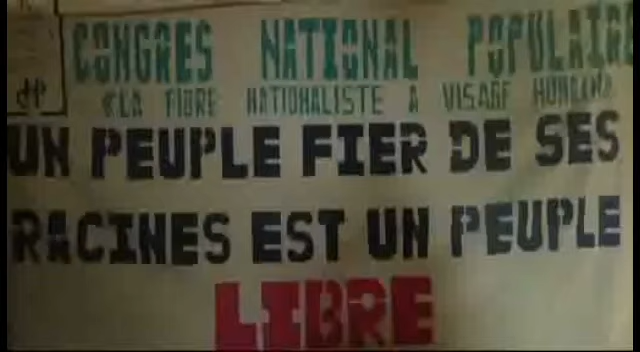 CONGRES NATIONAL POPULAIRE
LA FIBRE NATIONALISTE A VISAGE HUMAIN
UN PEUPLE FIER DE SES
RACINES EST UN PEUPLE
LIBRE